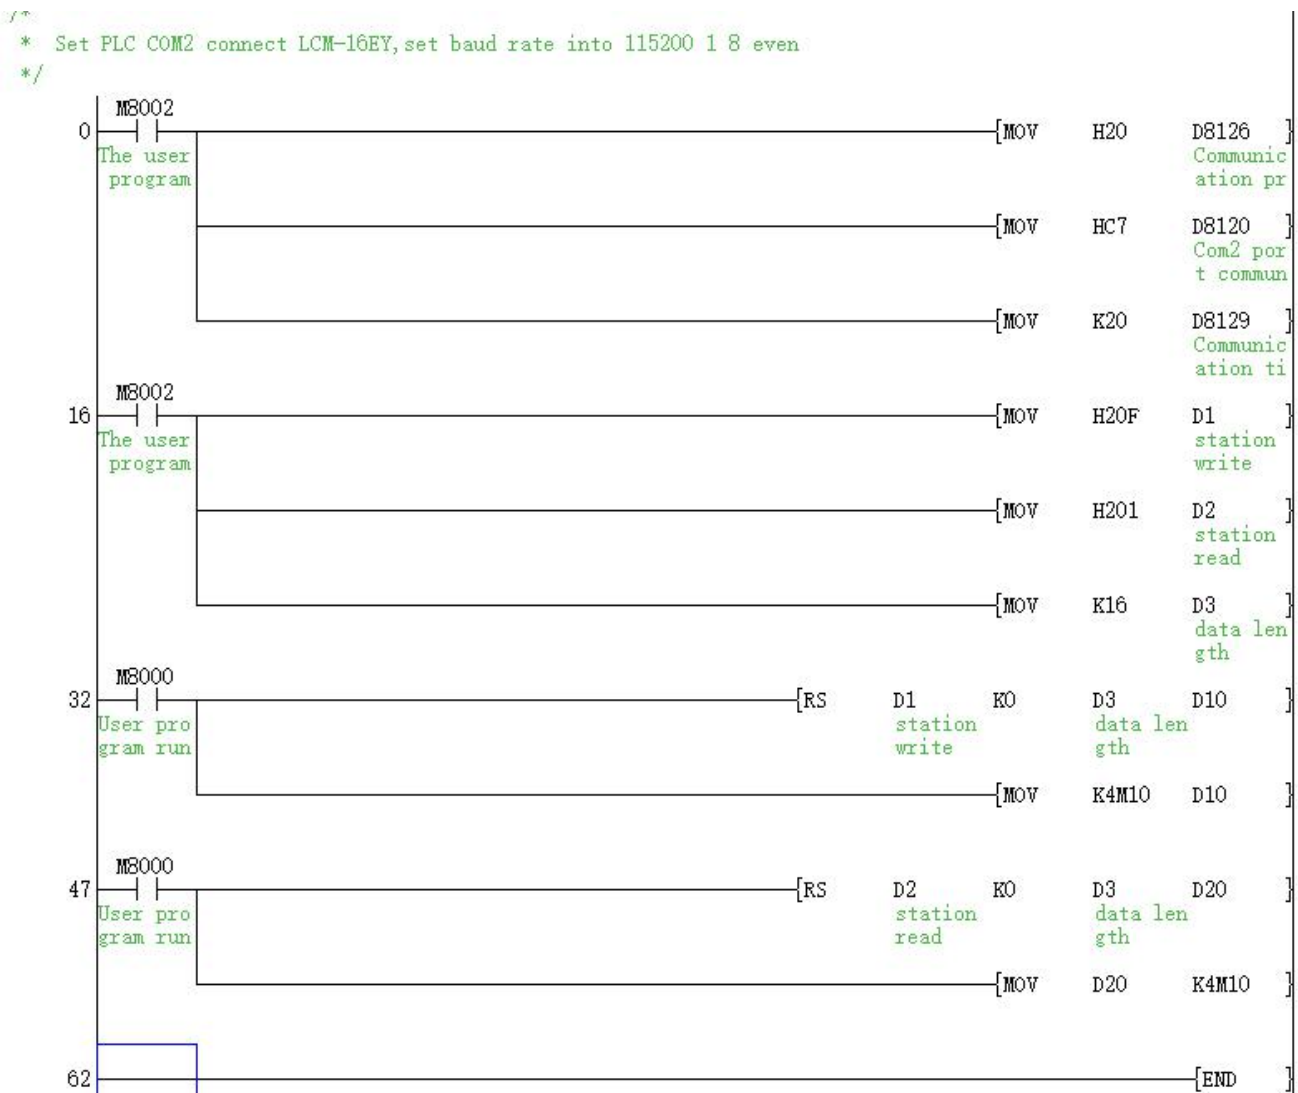 /*
* Set PLC COM2 connect LCM-16EY,set baud rate into 115200 1 8 even
*/
M8002
0 [MOV H20 D8126 ]
The user program
Communic ation pr
[MOV HC7 D8120 ]
Com2 por t commun
[MOV K20 D8129 ]
Communic ation ti
M8002
16 [MOV H20F D1 ]
The user program
station write
[MOV H201 D2 ]
station read
[MOV K16 D3 ]
data len gth
M8000
32 [RS D1 K0 D3 D10 ]
User pro gram run
station write
data len gth
[MOV K4M10 D10 ]
M8000
47 [RS D2 K0 D3 D20 ]
User pro gram run
station read
data len gth
[MOV D20 K4M10 ]
62 [END ]